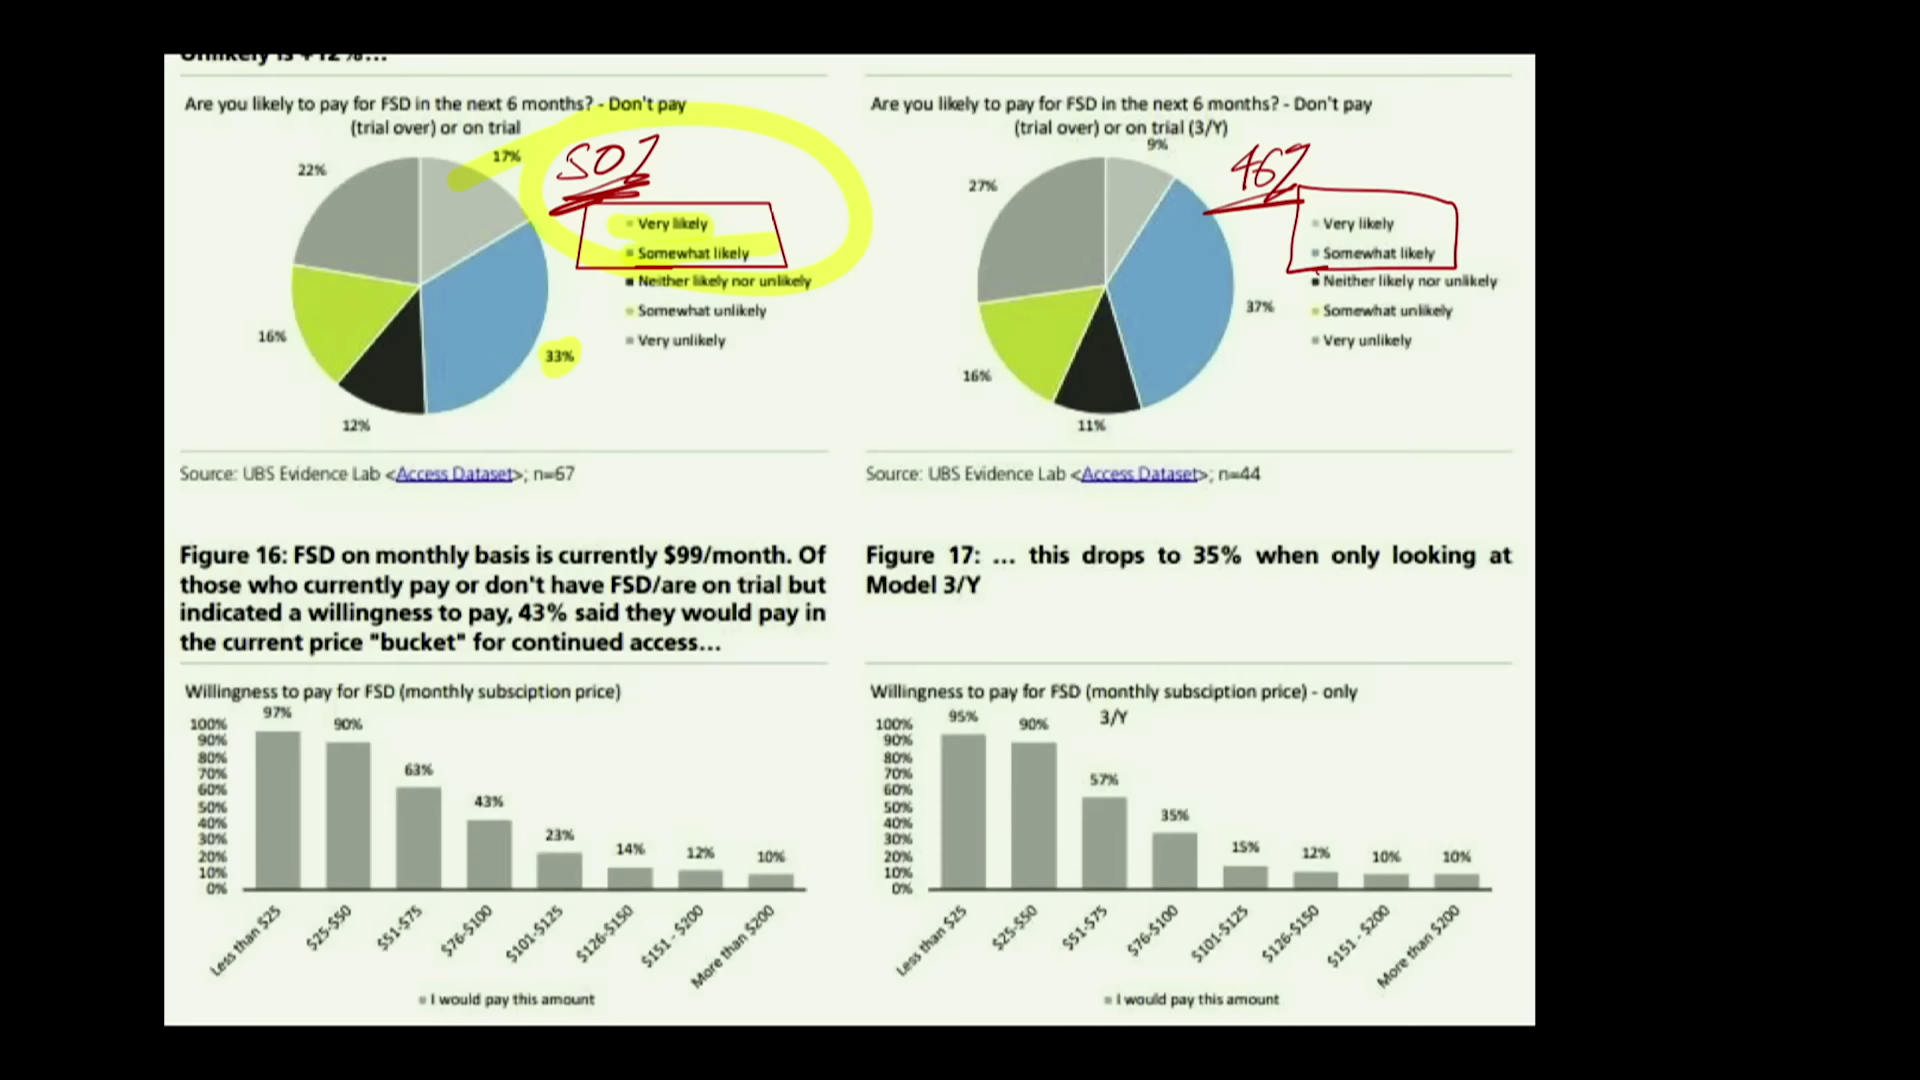 Are you likely to pay for FSD in the next 6 months? - Don't pay
(trial over) or on trial
17%
50%
22%
Very likely
Somewhat likely
Neither likely nor unlikely
Somewhat unlikely
Very unlikely
16%
33%
12%
Source: UBS Evidence Lab <Access Dataset>; n=67
Are you likely to pay for FSD in the next 6 months? - Don't pay
(trial over) or on trial (3/Y)
9%
46%
27%
Very likely
Somewhat likely
Neither likely nor unlikely
Somewhat unlikely
Very unlikely
37%
16%
11%
Source: UBS Evidence Lab <Access Dataset>; n=44
Figure 16: FSD on monthly basis is currently $99/month. Of
those who currently pay or don't have FSD/are on trial but
indicated a willingness to pay, 43% said they would pay in
the current price "bucket" for continued access...
Willingness to pay for FSD (monthly subsciption price)
100%
90%
80%
70%
60%
50%
40%
30%
20%
10%
0%
97%
90%
63%
43%
23%
14%
12%
10%
Less than $25
$25-$50
$51-$75
$76-$100
$101-$125
$126-$150
$151 - $200
More than $200
I would pay this amount
Figure 17: ... this drops to 35% when only looking at
Model 3/Y
Willingness to pay for FSD (monthly subsciption price) - only
3/Y
100%
90%
80%
70%
60%
50%
40%
30%
20%
10%
0%
95%
90%
57%
35%
15%
12%
10%
10%
Less than $25
$25-$50
$51-$75
$76-$100
$101-$125
$126-$150
$151 - $200
More than $200
I would pay this amount